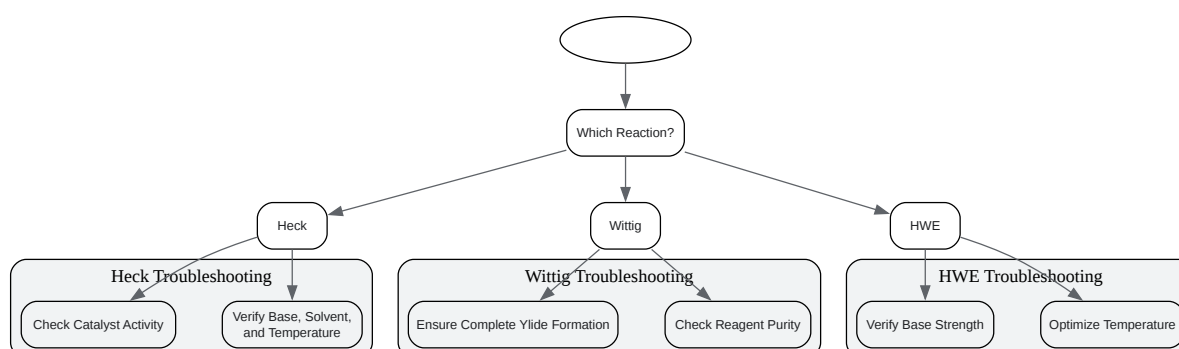 Which Reaction?
Heck
Wittig
HWE
Heck Troubleshooting
Wittig Troubleshooting
HWE Troubleshooting
Check Catalyst Activity
Verify Base, Solvent,
and Temperature
Ensure Complete Ylide Formation
Check Reagent Purity
Verify Base Strength
Optimize Temperature